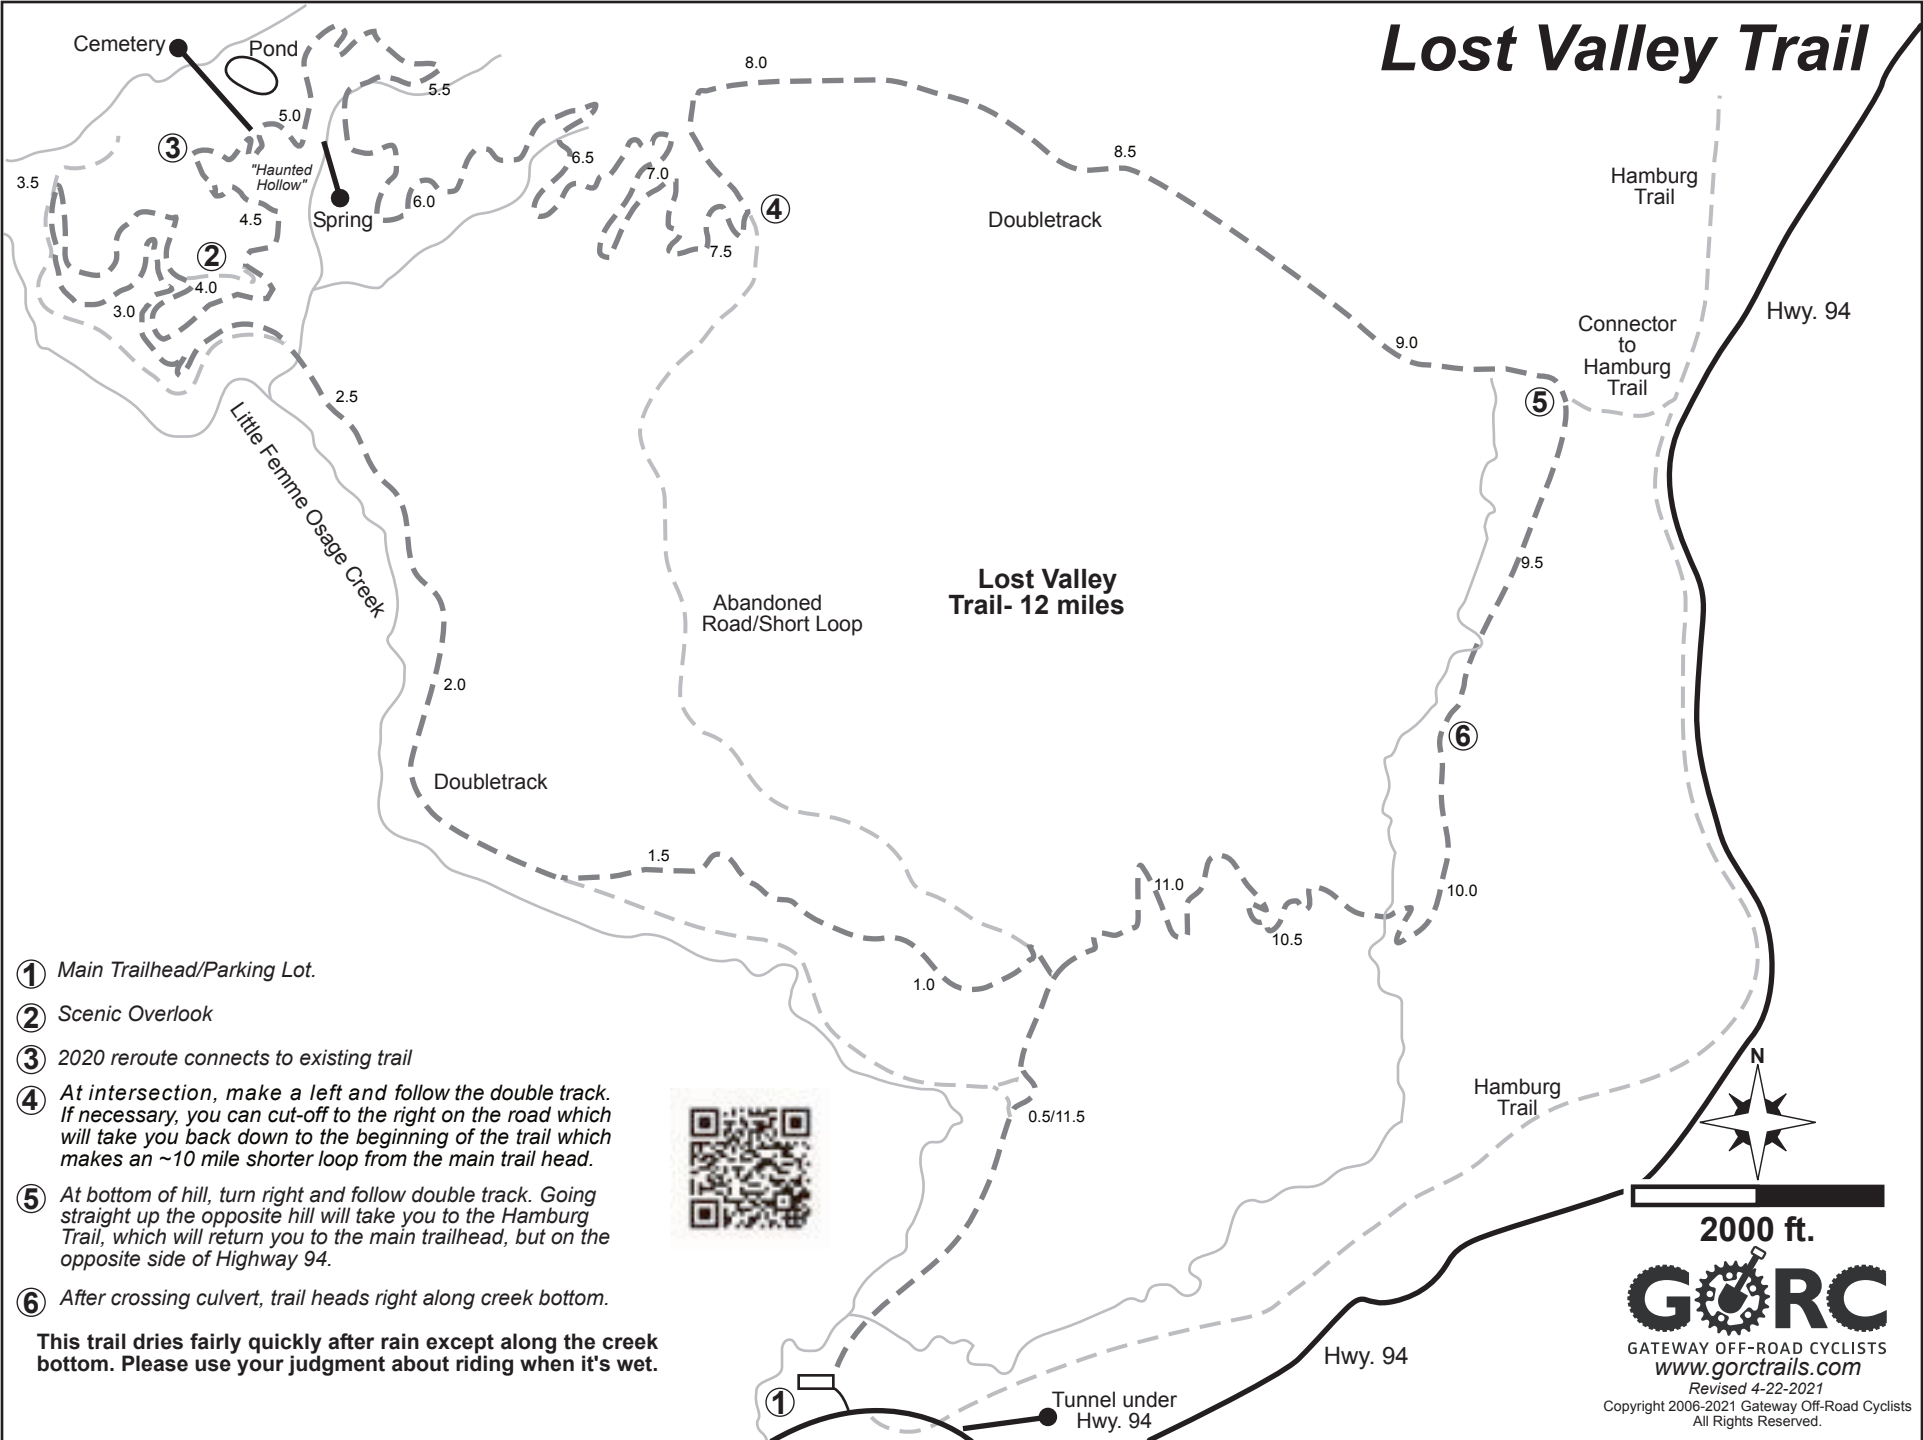 Lost Valley Trail
Cemetery
Pond
8.0
5.5
5.0
3
"Haunted
Hollow"
6.5
7.0
8.5
3.5
6.0
Spring
4.5
4
7.5
Doubletrack
Hamburg
Trail
2
4.0
3.0
Hwy. 94
Connector
to
Hamburg
Trail
9.0
2.5
5
Little Femme Osage Creek
9.5
Lost Valley
Trail- 12 miles
Abandoned
Road/Short Loop
2.0
6
Doubletrack
1.5
11.0
10.0
10.5
1.0
1 Main Trailhead/Parking Lot.
2 Scenic Overlook
3 2020 reroute connects to existing trail
4 At intersection, make a left and follow the double track.
If necessary, you can cut-off to the right on the road which
will take you back down to the beginning of the trail which
makes an ~10 mile shorter loop from the main trail head.
5 At bottom of hill, turn right and follow double track. Going
straight up the opposite hill will take you to the Hamburg
Trail, which will return you to the main trailhead, but on the
opposite side of Highway 94.
6 After crossing culvert, trail heads right along creek bottom.
This trail dries fairly quickly after rain except along the creek
bottom. Please use your judgment about riding when it's wet.
0.5/11.5
Hamburg
Trail
N
2000 ft.
GORC
GATEWAY OFF-ROAD CYCLISTS
www.gorctrails.com
Revised 4-22-2021
Copyright 2006-2021 Gateway Off-Road Cyclists
All Rights Reserved.
Hwy. 94
1
Tunnel under
Hwy. 94